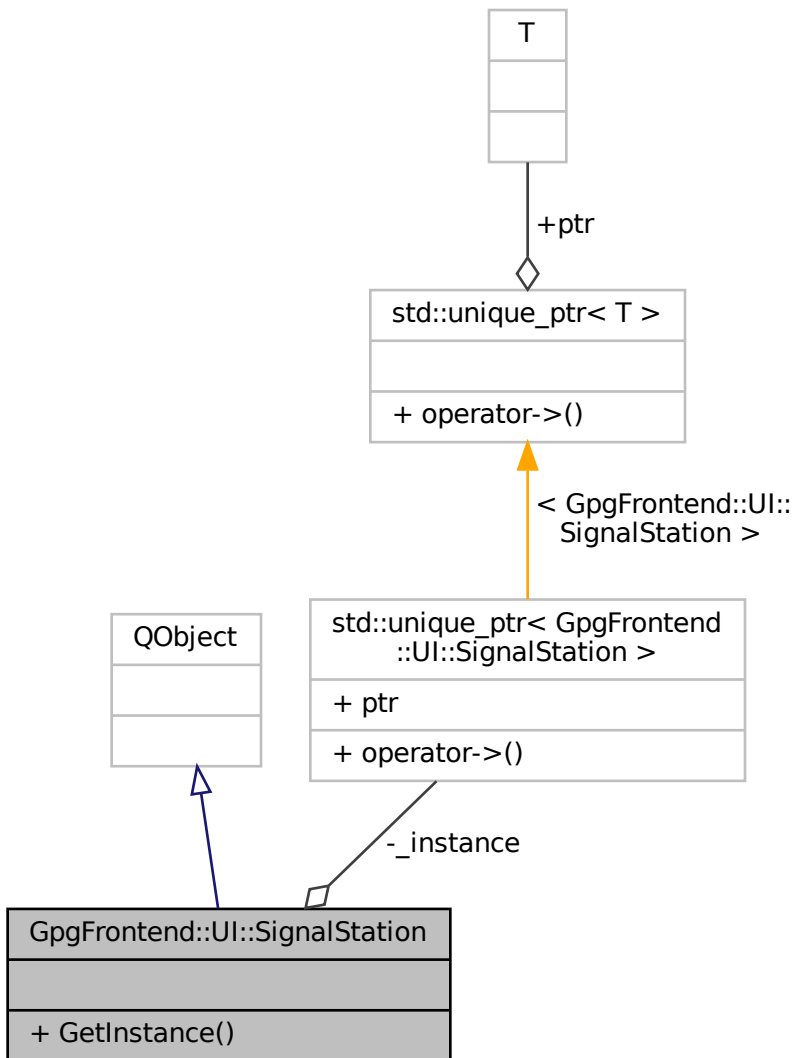 T
+ptr
std::unique_ptr< T >
+ operator->()
< GpgFrontend::UI::
SignalStation >
std::unique_ptr< GpgFrontend
::UI::SignalStation >
+ ptr
+ operator->()
QObject
-_instance
GpgFrontend::UI::SignalStation
+ GetInstance()